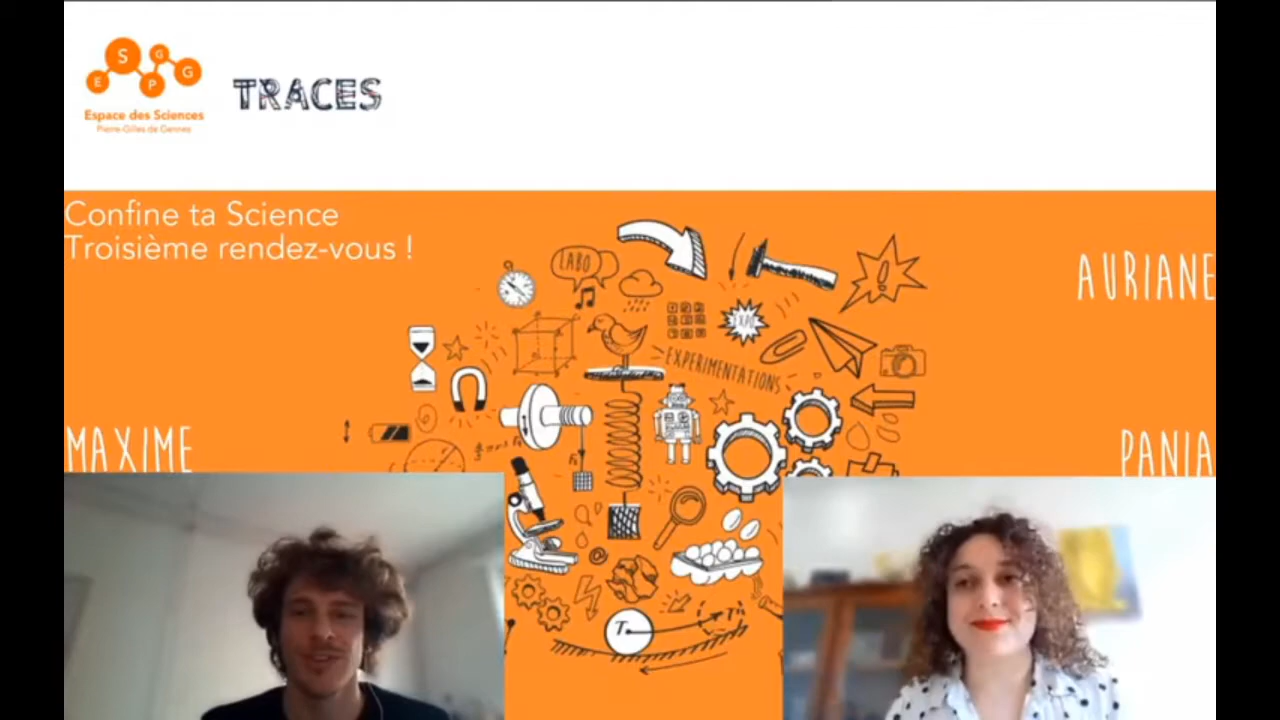 S
G
G
E
P
Espace des Sciences
Pierre-Gilles de Gennes
TRACES
Confine ta Science
Troisième rendez-vous !
AURIANE
LABO
EXPO
EXPERIMENTATIONS
MAXIME
PANIA
T